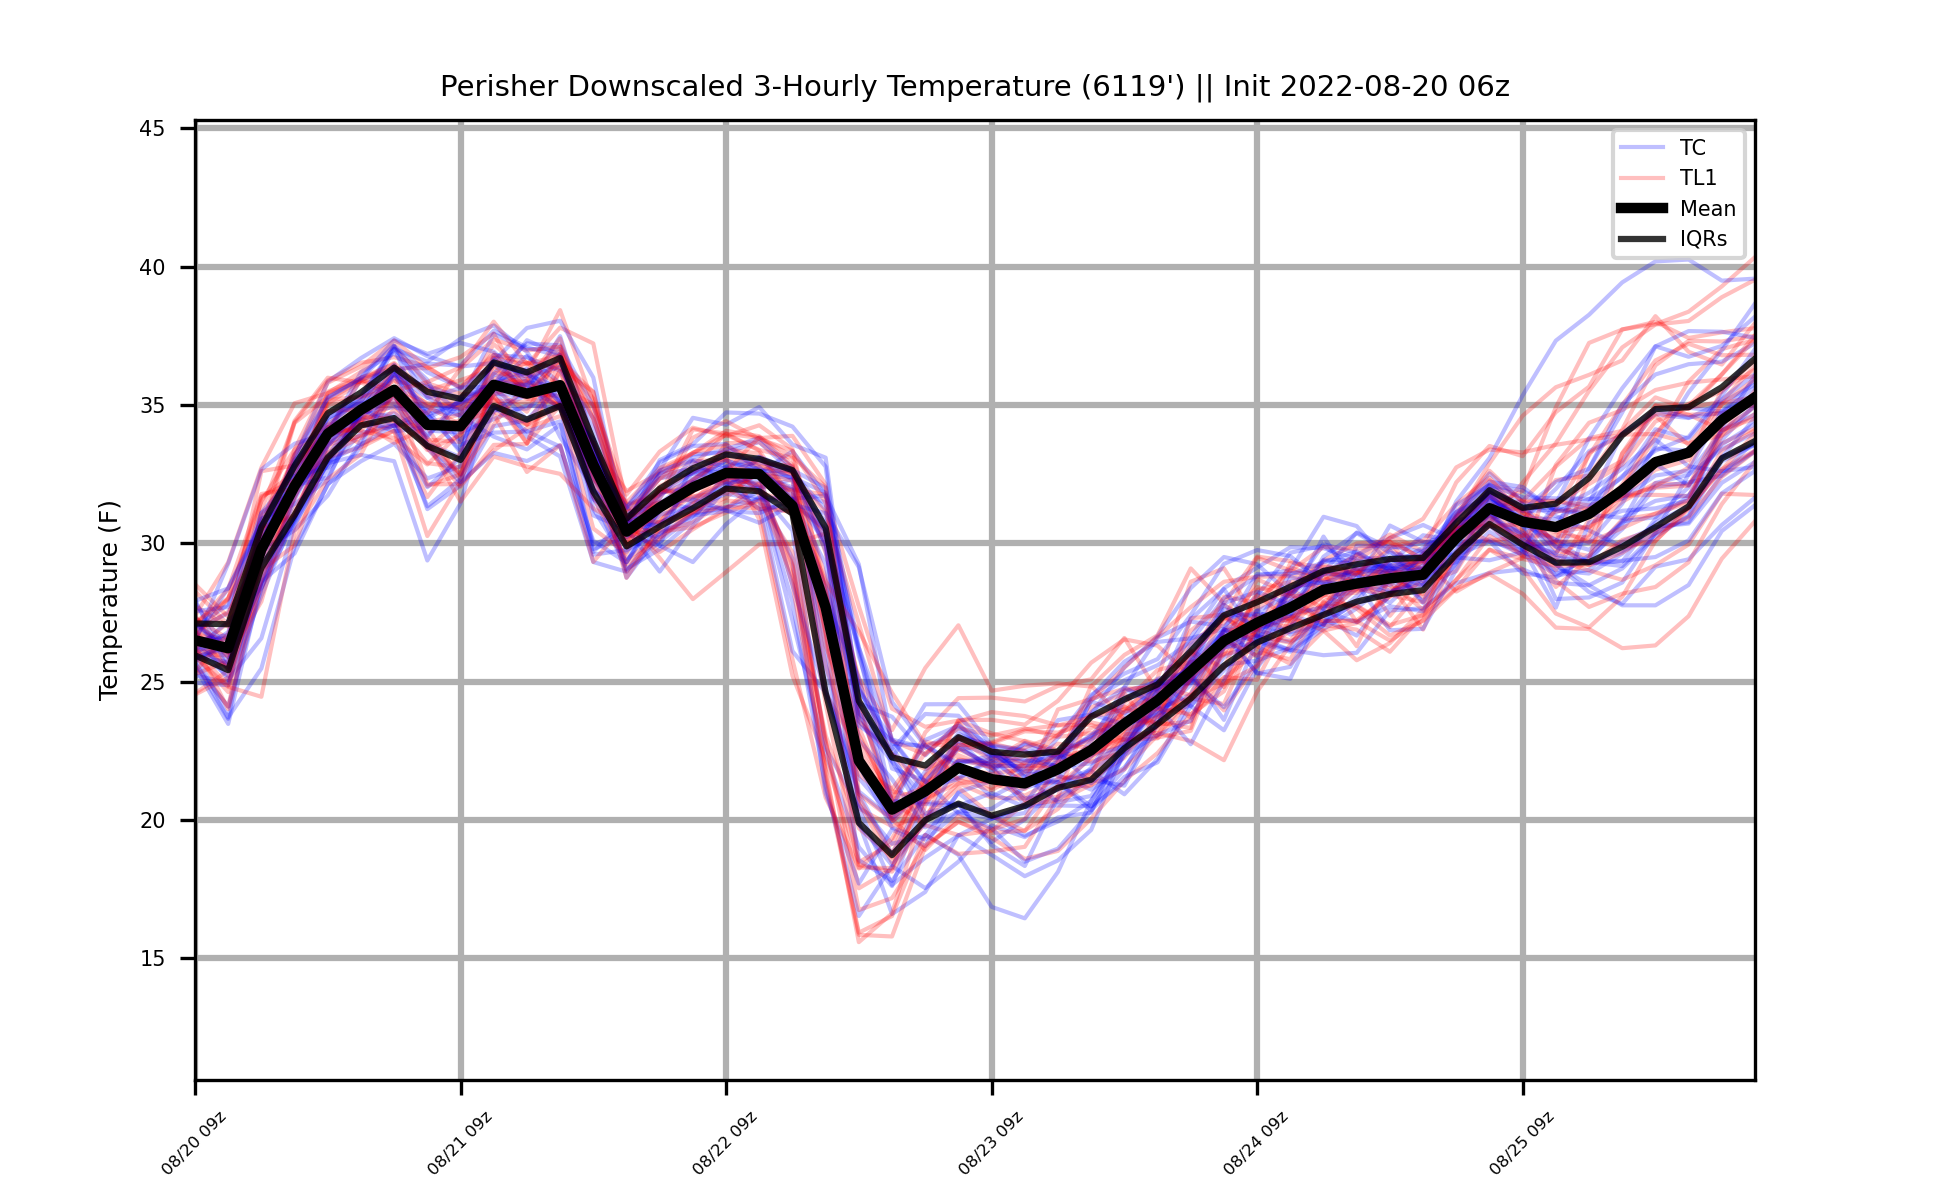 Perisher Downscaled 3-Hourly Temperature (6119') || Init 2022-08-20 06z
TC
TL1
Mean
IQRs
Temperature (F)
45
40
35
30
25
20
15
08/20 09z
08/21 09z
08/22 09z
08/23 09z
08/24 09z
08/25 09z